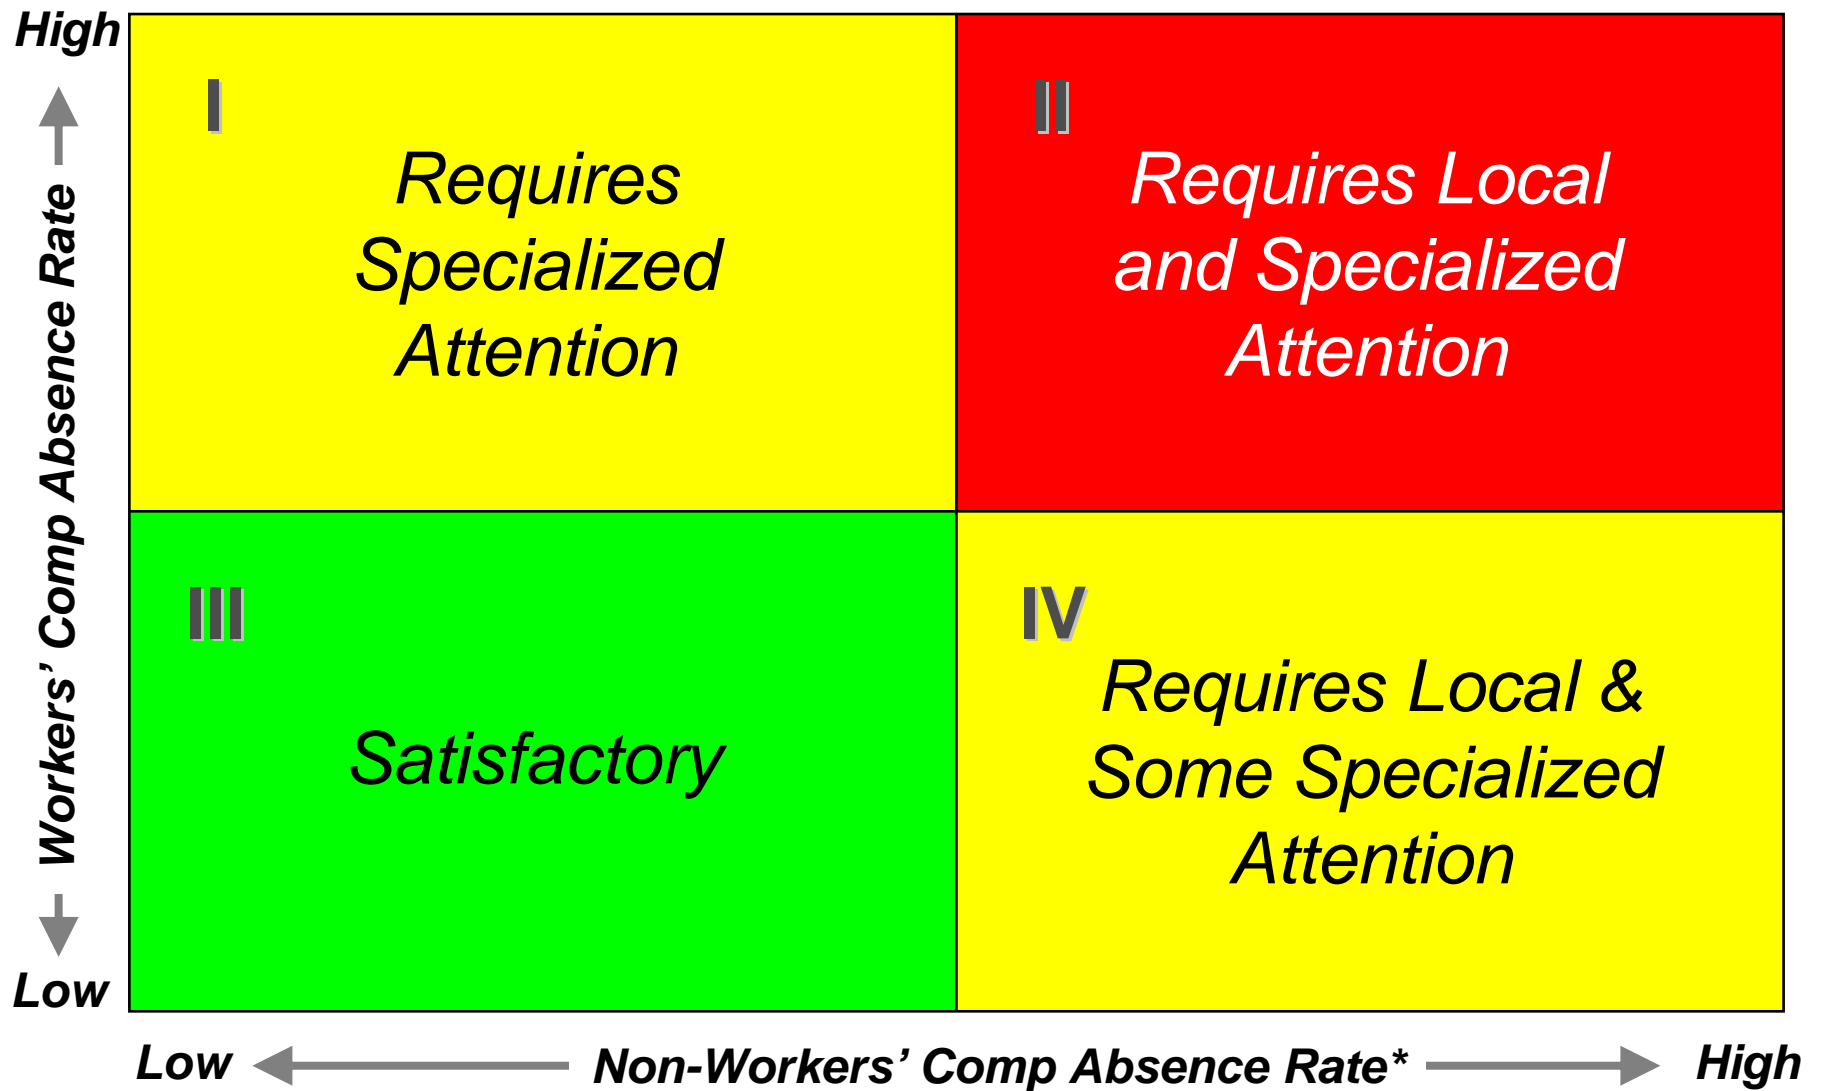 High
I
Requires
Specialized
Attention
II
Requires Local
and Specialized
Attention
Workers’ Comp Absence Rate
III
Satisfactory
IV
Requires Local &
Some Specialized
Attention
Low
Low
Non-Workers’ Comp Absence Rate*
High